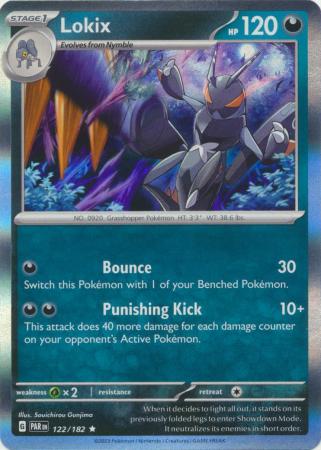 STAGE 1
Lokix
HP 120
Evolves from Nymble
NO. 0920 Grasshopper Pokémon HT: 3'3" WT: 38.6 lbs.
Bounce 30
Switch this Pokémon with 1 of your Benched Pokémon.
Punishing Kick 10+
This attack does 40 more damage for each damage counter
on your opponent's Active Pokémon.
weakness × 2 resistance retreat
Illus. Souichirou Gunjima
G PAR EN 122/182 ★
When it decides to fight all out, it stands on its
previously folded legs to enter Showdown Mode.
It neutralizes its enemies in short order.
©2023 Pokémon / Nintendo / Creatures / GAME FREAK